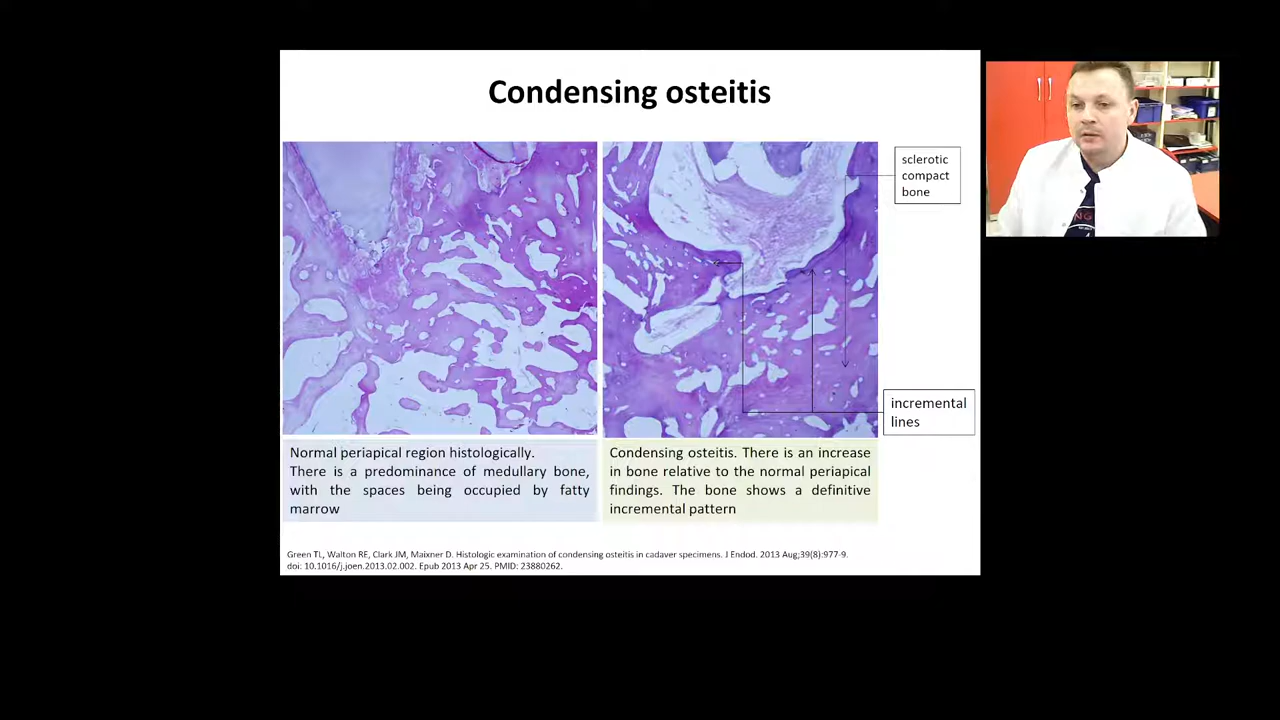 Condensing osteitis
sclerotic
compact
bone
incremental
lines
Normal periapical region histologically.
There is a predominance of medullary bone,
with the spaces being occupied by fatty
marrow
Condensing osteitis. There is an increase
in bone relative to the normal periapical
findings. The bone shows a definitive
incremental pattern
Green TL, Walton RE, Clark JM, Maixner D. Histologic examination of condensing osteitis in cadaver specimens. J Endod. 2013 Aug;39(8):977-9.
doi: 10.1016/j.joen.2013.02.002. Epub 2013 Apr 25. PMID: 23880262.